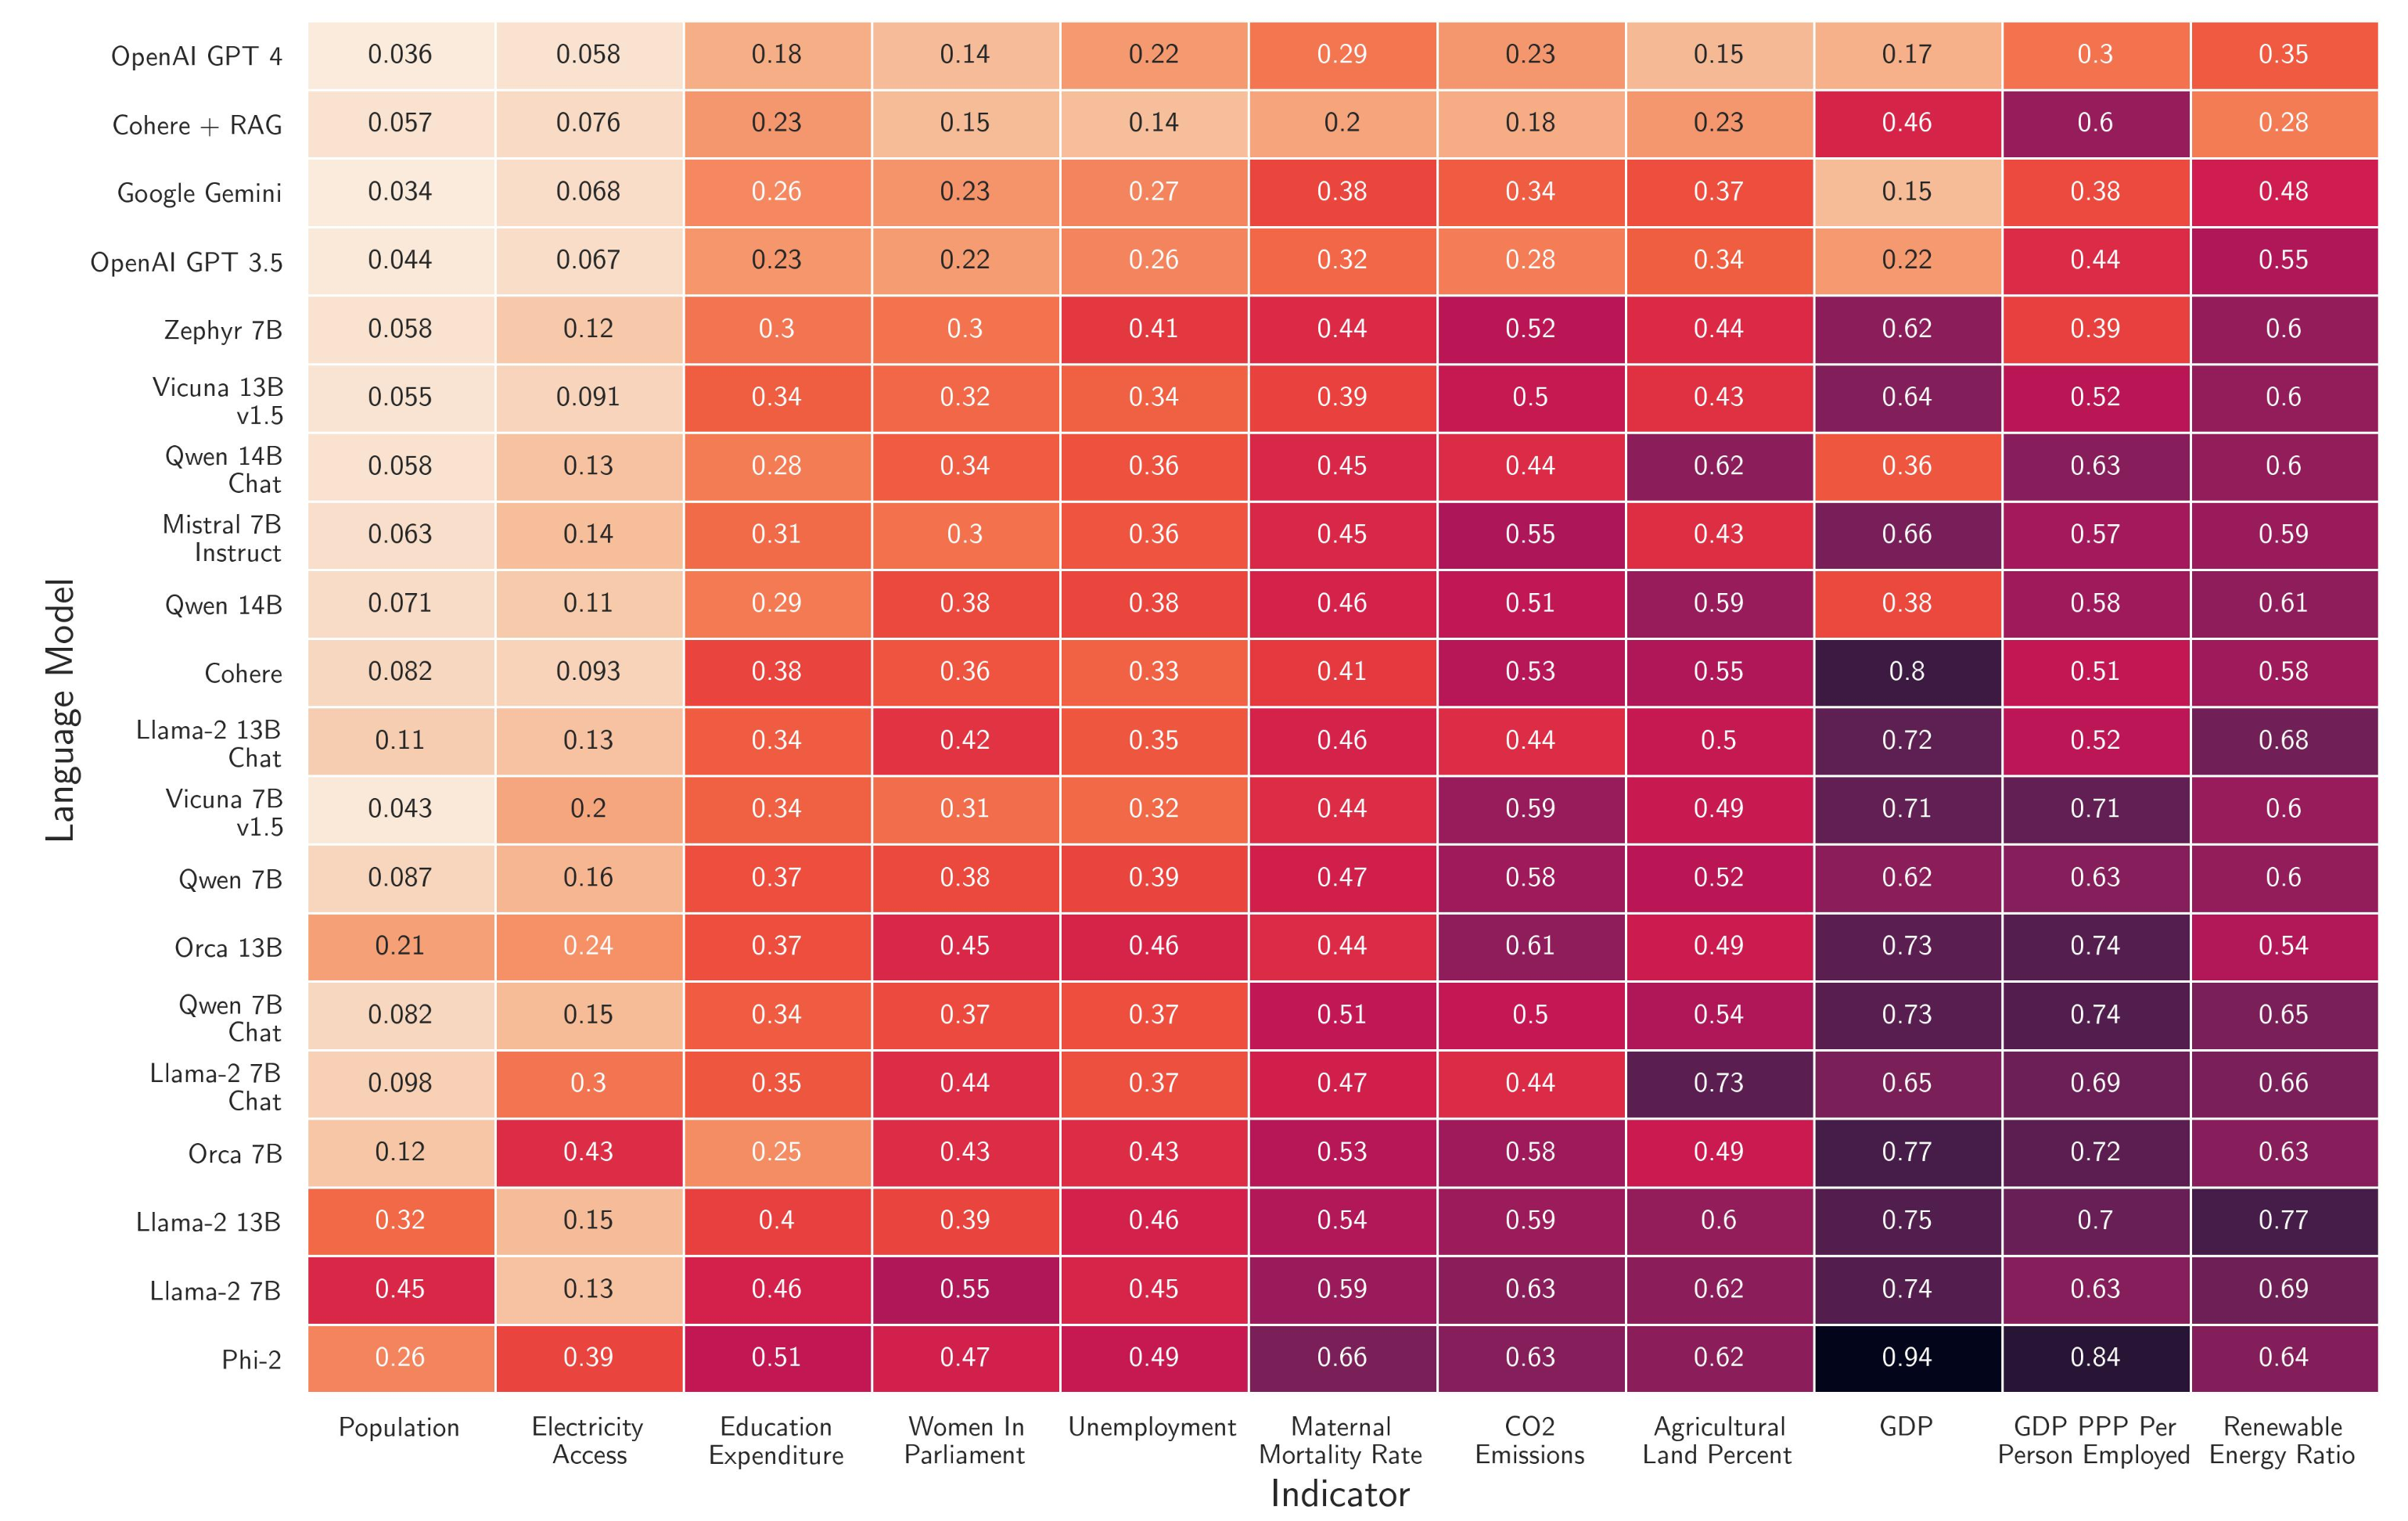 OpenAI GPT 4 0.036 0.058 0.18 0.14 0.22 0.29 0.23 0.15 0.17 0.3 0.35
Cohere + RAG 0.057 0.076 0.23 0.15 0.14 0.2 0.18 0.23 0.46 0.6 0.28
Google Gemini 0.034 0.068 0.26 0.23 0.27 0.38 0.34 0.37 0.15 0.38 0.48
OpenAI GPT 3.5 0.044 0.067 0.23 0.22 0.26 0.32 0.28 0.34 0.22 0.44 0.55
Zephyr 7B 0.058 0.12 0.3 0.3 0.41 0.44 0.52 0.44 0.62 0.39 0.6
Vicuna 13B
v1.5
0.055 0.091 0.34 0.32 0.34 0.39 0.5 0.43 0.64 0.52 0.6
Qwen 14B
Chat
0.058 0.13 0.28 0.34 0.36 0.45 0.44 0.62 0.36 0.63 0.6
Mistral 7B
Instruct
0.063 0.14 0.31 0.3 0.36 0.45 0.55 0.43 0.66 0.57 0.59
Qwen 14B 0.071 0.11 0.29 0.38 0.38 0.46 0.51 0.59 0.38 0.58 0.61
Cohere 0.082 0.093 0.38 0.36 0.33 0.41 0.53 0.55 0.8 0.51 0.58
Llama-2 13B
Chat
0.11 0.13 0.34 0.42 0.35 0.46 0.44 0.5 0.72 0.52 0.68
Vicuna 7B
v1.5
0.043 0.2 0.34 0.31 0.32 0.44 0.59 0.49 0.71 0.71 0.6
Qwen 7B 0.087 0.16 0.37 0.38 0.39 0.47 0.58 0.52 0.62 0.63 0.6
Orca 13B 0.21 0.24 0.37 0.45 0.46 0.44 0.61 0.49 0.73 0.74 0.54
Qwen 7B
Chat
0.082 0.15 0.34 0.37 0.37 0.51 0.5 0.54 0.73 0.74 0.65
Llama-2 7B
Chat
0.098 0.3 0.35 0.44 0.37 0.47 0.44 0.73 0.65 0.69 0.66
Orca 7B 0.12 0.43 0.25 0.43 0.43 0.53 0.58 0.49 0.77 0.72 0.63
Llama-2 13B 0.32 0.15 0.4 0.39 0.46 0.54 0.59 0.6 0.75 0.7 0.77
Llama-2 7B 0.45 0.13 0.46 0.55 0.45 0.59 0.63 0.62 0.74 0.63 0.69
Phi-2 0.26 0.39 0.51 0.47 0.49 0.66 0.63 0.62 0.94 0.84 0.64
Language Model
Population
Electricity
Access
Education
Expenditure
Women In
Parliament
Unemployment
Maternal
Mortality Rate
CO2
Emissions
Agricultural
Land Percent
GDP
GDP PPP Per
Person Employed
Renewable
Energy Ratio
Indicator